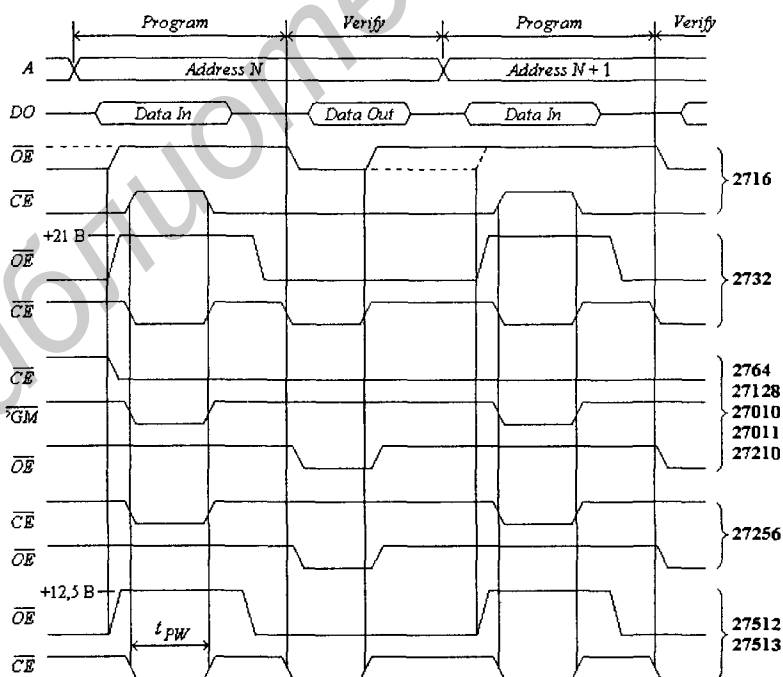 Program Verify Program Verify
A Address N Address N + 1
DO Data In Data Out Data In
OE
CE
2716
+21 В
OE
CE
2732
CE
PGM
OE
2764
27128
27010
27011
27210
CE
OE
27256
+12,5 В
OE
t PW
CE
27512
27513